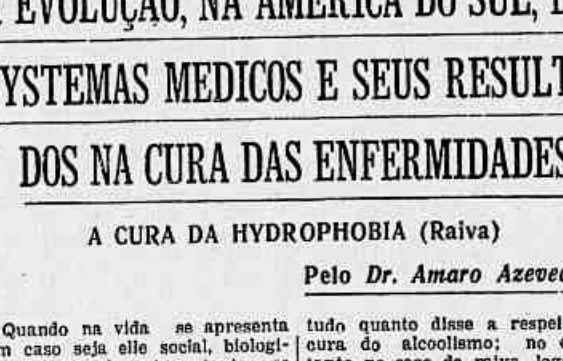 EVOLUÇÃO, NA AMERICA DO SUL,
YSTEMAS MEDICOS E SEUS RESULT
DOS NA CURA DAS ENFERMIDADES
A CURA DA HYDROPHOBIA (Raiva)
Pelo Dr. Amaro Azeved
Quando na vida se apresenta
m caso seja elle social, biologi-
tudo quanto disse a respei
cura do alcoolismo; no